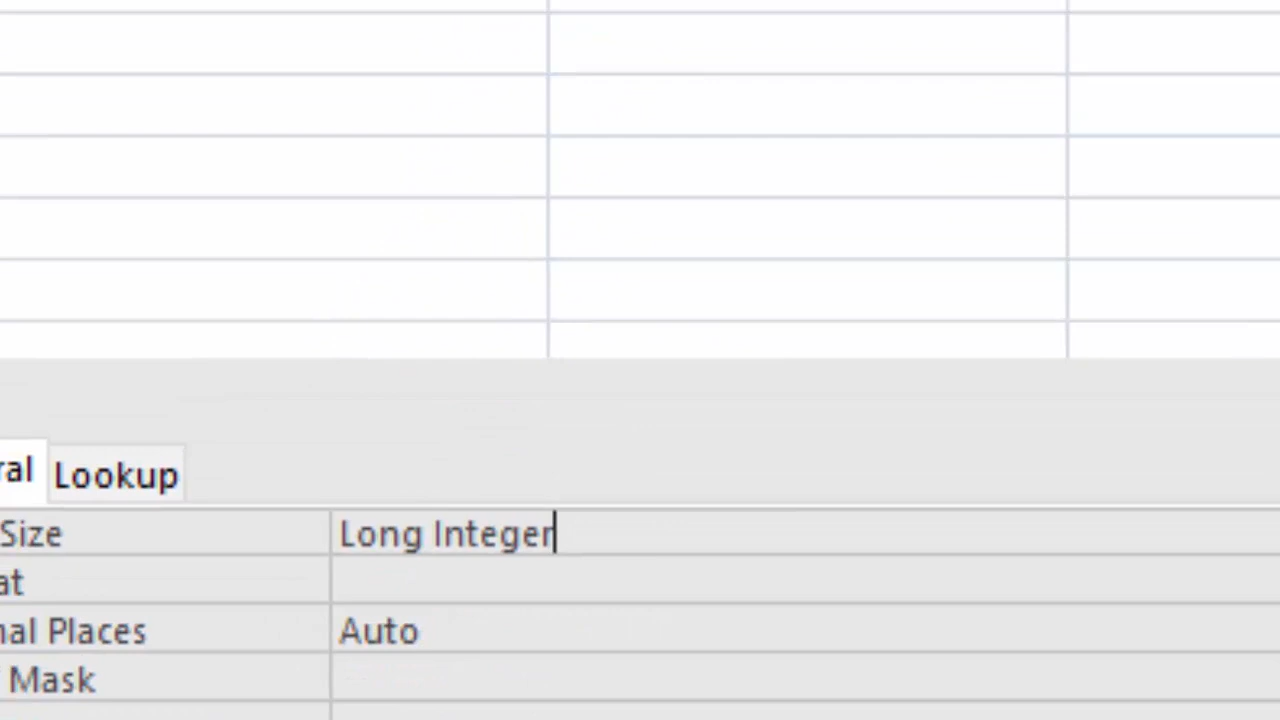 ral Lookup
Size Long Integer
at
nal Places Auto
Mask